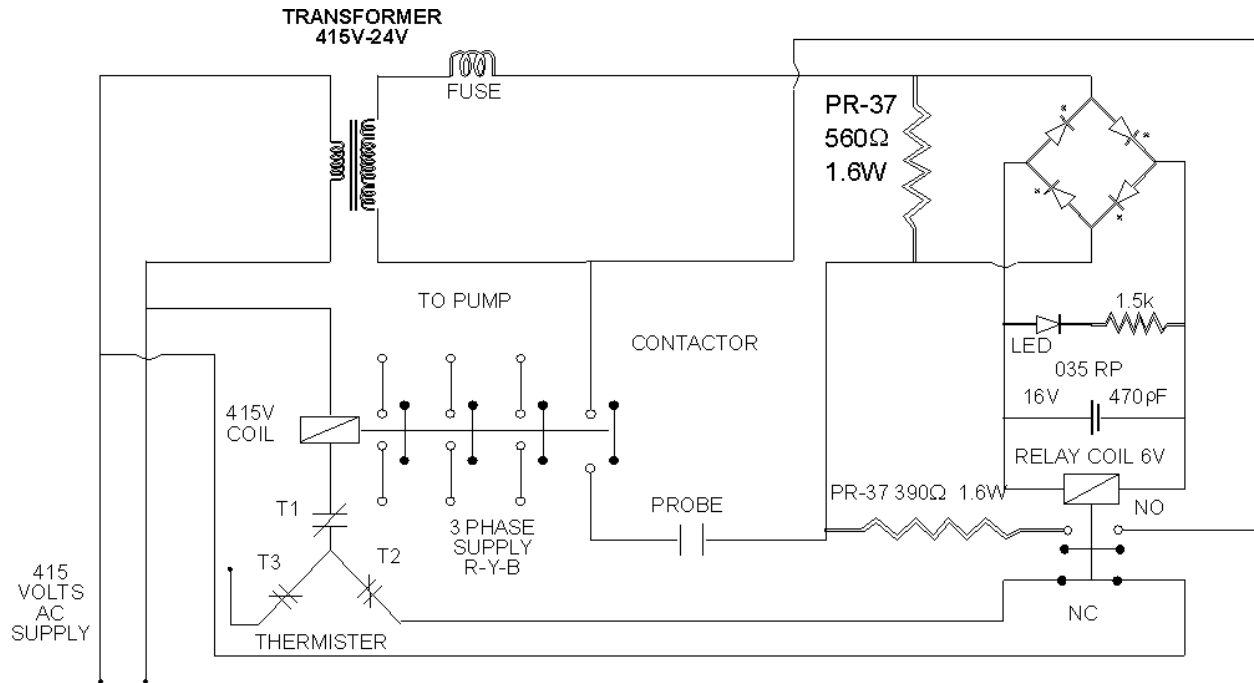 TRANSFORMER
415V-24V
FUSE
PR-37
560Ω
1.6W
TO PUMP
CONTACTOR
1.5k
LED
035 RP
16V 470pF
415V
COIL
RELAY COIL 6V
PR-37 390Ω 1.6W
NO
PROBE
T1
3 PHASE
SUPPLY
R-Y-B
T3
T2
415
VOLTS
AC
SUPPLY
NC
THERMISTER